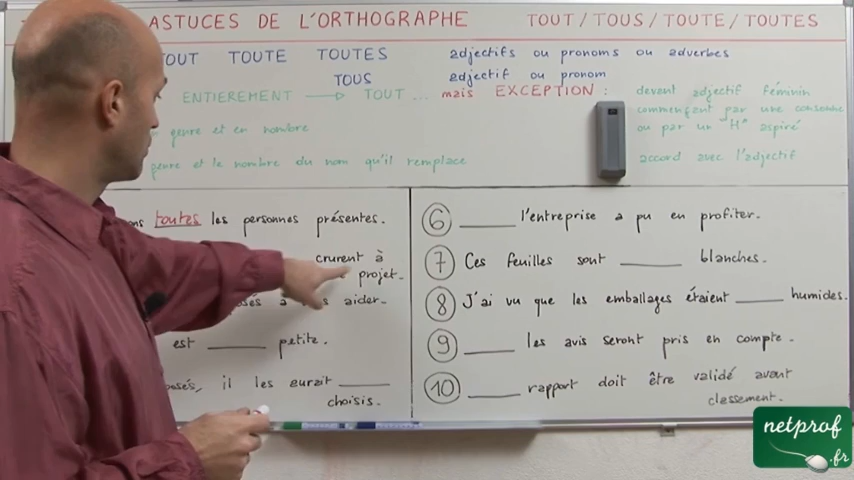 ASTUCES DE L'ORTHOGRAPHE TOUT / TOUS / TOUTE / TOUTES
TOUT TOUTE TOUTES adjectifs ou pronoms ou adverbes
TOUS adjectif ou pronom
ENTIEREMENT → TOUT ... mais EXCEPTION : devant adjectif féminin
commençant par une consonne
genre et en nombre ou par un "H" aspiré
genre et le nombre du nom qu'il remplace accord avec l'adjectif
toutes les personnes présentes.
crurent à
projet.
aider.
est ______ petite.
il les aurait ______
choisis.
6 ______ l'entreprise a pu en profiter.
7 Ces feuilles sont ______ blanches.
8 J'ai vu que les emballages étaient ______ humides.
9 ______ les avis seront pris en compte.
10 ______ rapport doit être validé avant
classement.
netprof
.fr